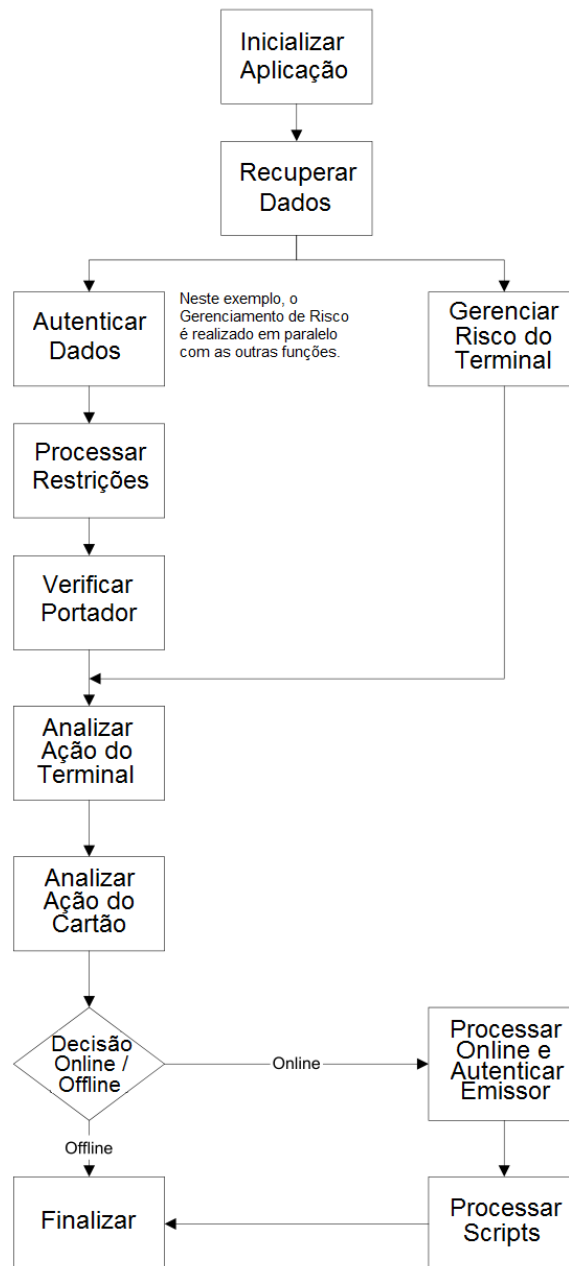 Inicializar
Aplicação
Recuperar
Dados
Autenticar
Dados
Neste exemplo, o
Gerenciamento de Risco
é realizado em paralelo
com as outras funções.
Gerenciar
Risco do
Terminal
Processar
Restrições
Verificar
Portador
Analizar
Ação do
Terminal
Analizar
Ação do
Cartão
Decisão
Online /
Offline
Online
Processar
Online e
Autenticar
Emissor
Offline
Finalizar
Processar
Scripts